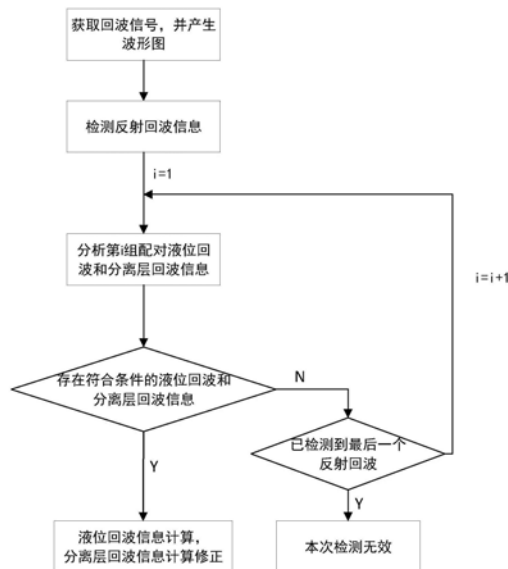 获取回波信号，并产生
波形图
检测反射回波信息
i=1
分析第i组配对液位回
波和分离层回波信息
i=i+1
存在符合条件的液位回波和
分离层回波信息
N
已检测到最后一个
反射回波
Y
Y
液位回波信息计算，
分离层回波信息计算修正
本次检测无效